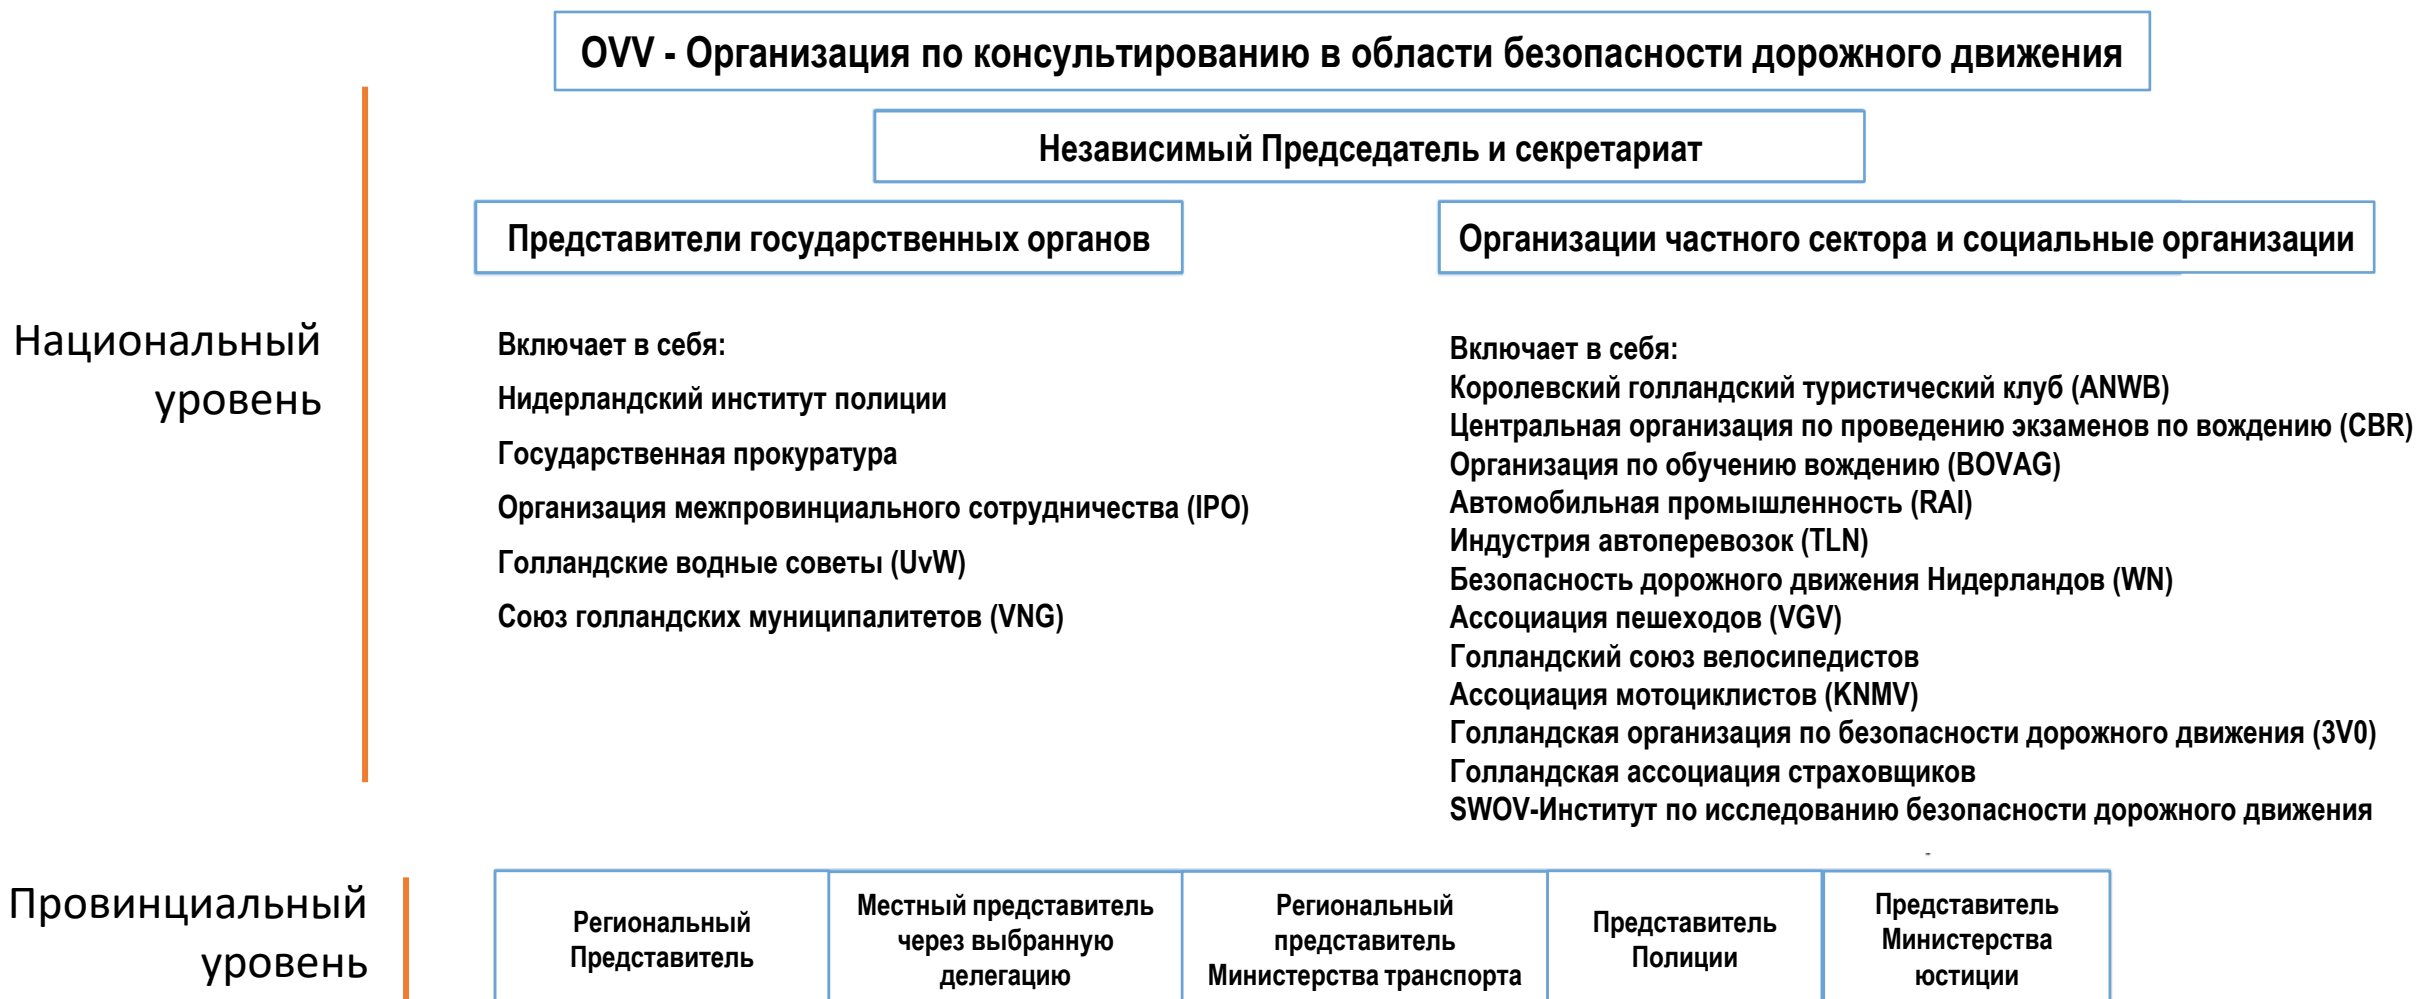 OVV - Организация по консультированию в области безопасности дорожного движения
Независимый Председатель и секретариат
Представители государственных органов
Организации частного сектора и социальные организации
Национальный
уровень
Включает в себя:
Нидерландский институт полиции
Государственная прокуратура
Организация межпровинциального сотрудничества (IPO)
Голландские водные советы (UvW)
Союз голландских муниципалитетов (VNG)
Включает в себя:
Королевский голландский туристический клуб (ANWB)
Центральная организация по проведению экзаменов по вождению (CBR)
Организация по обучению вождению (BOVAG)
Автомобильная промышленность (RAI)
Индустрия автоперевозок (TLN)
Безопасность дорожного движения Нидерландов (WN)
Ассоциация пешеходов (VGV)
Голландский союз велосипедистов
Ассоциация мотоциклистов (KNMV)
Голландская организация по безопасности дорожного движения (3V0)
Голландская ассоциация страховщиков
SWOV-Институт по исследованию безопасности дорожного движения
Провинциальный
уровень
Региональный
Представитель
Местный представитель
через выбранную
делегацию
Региональный
представитель
Министерства транспорта
Представитель
Полиции
Представитель
Министерства
юстиции